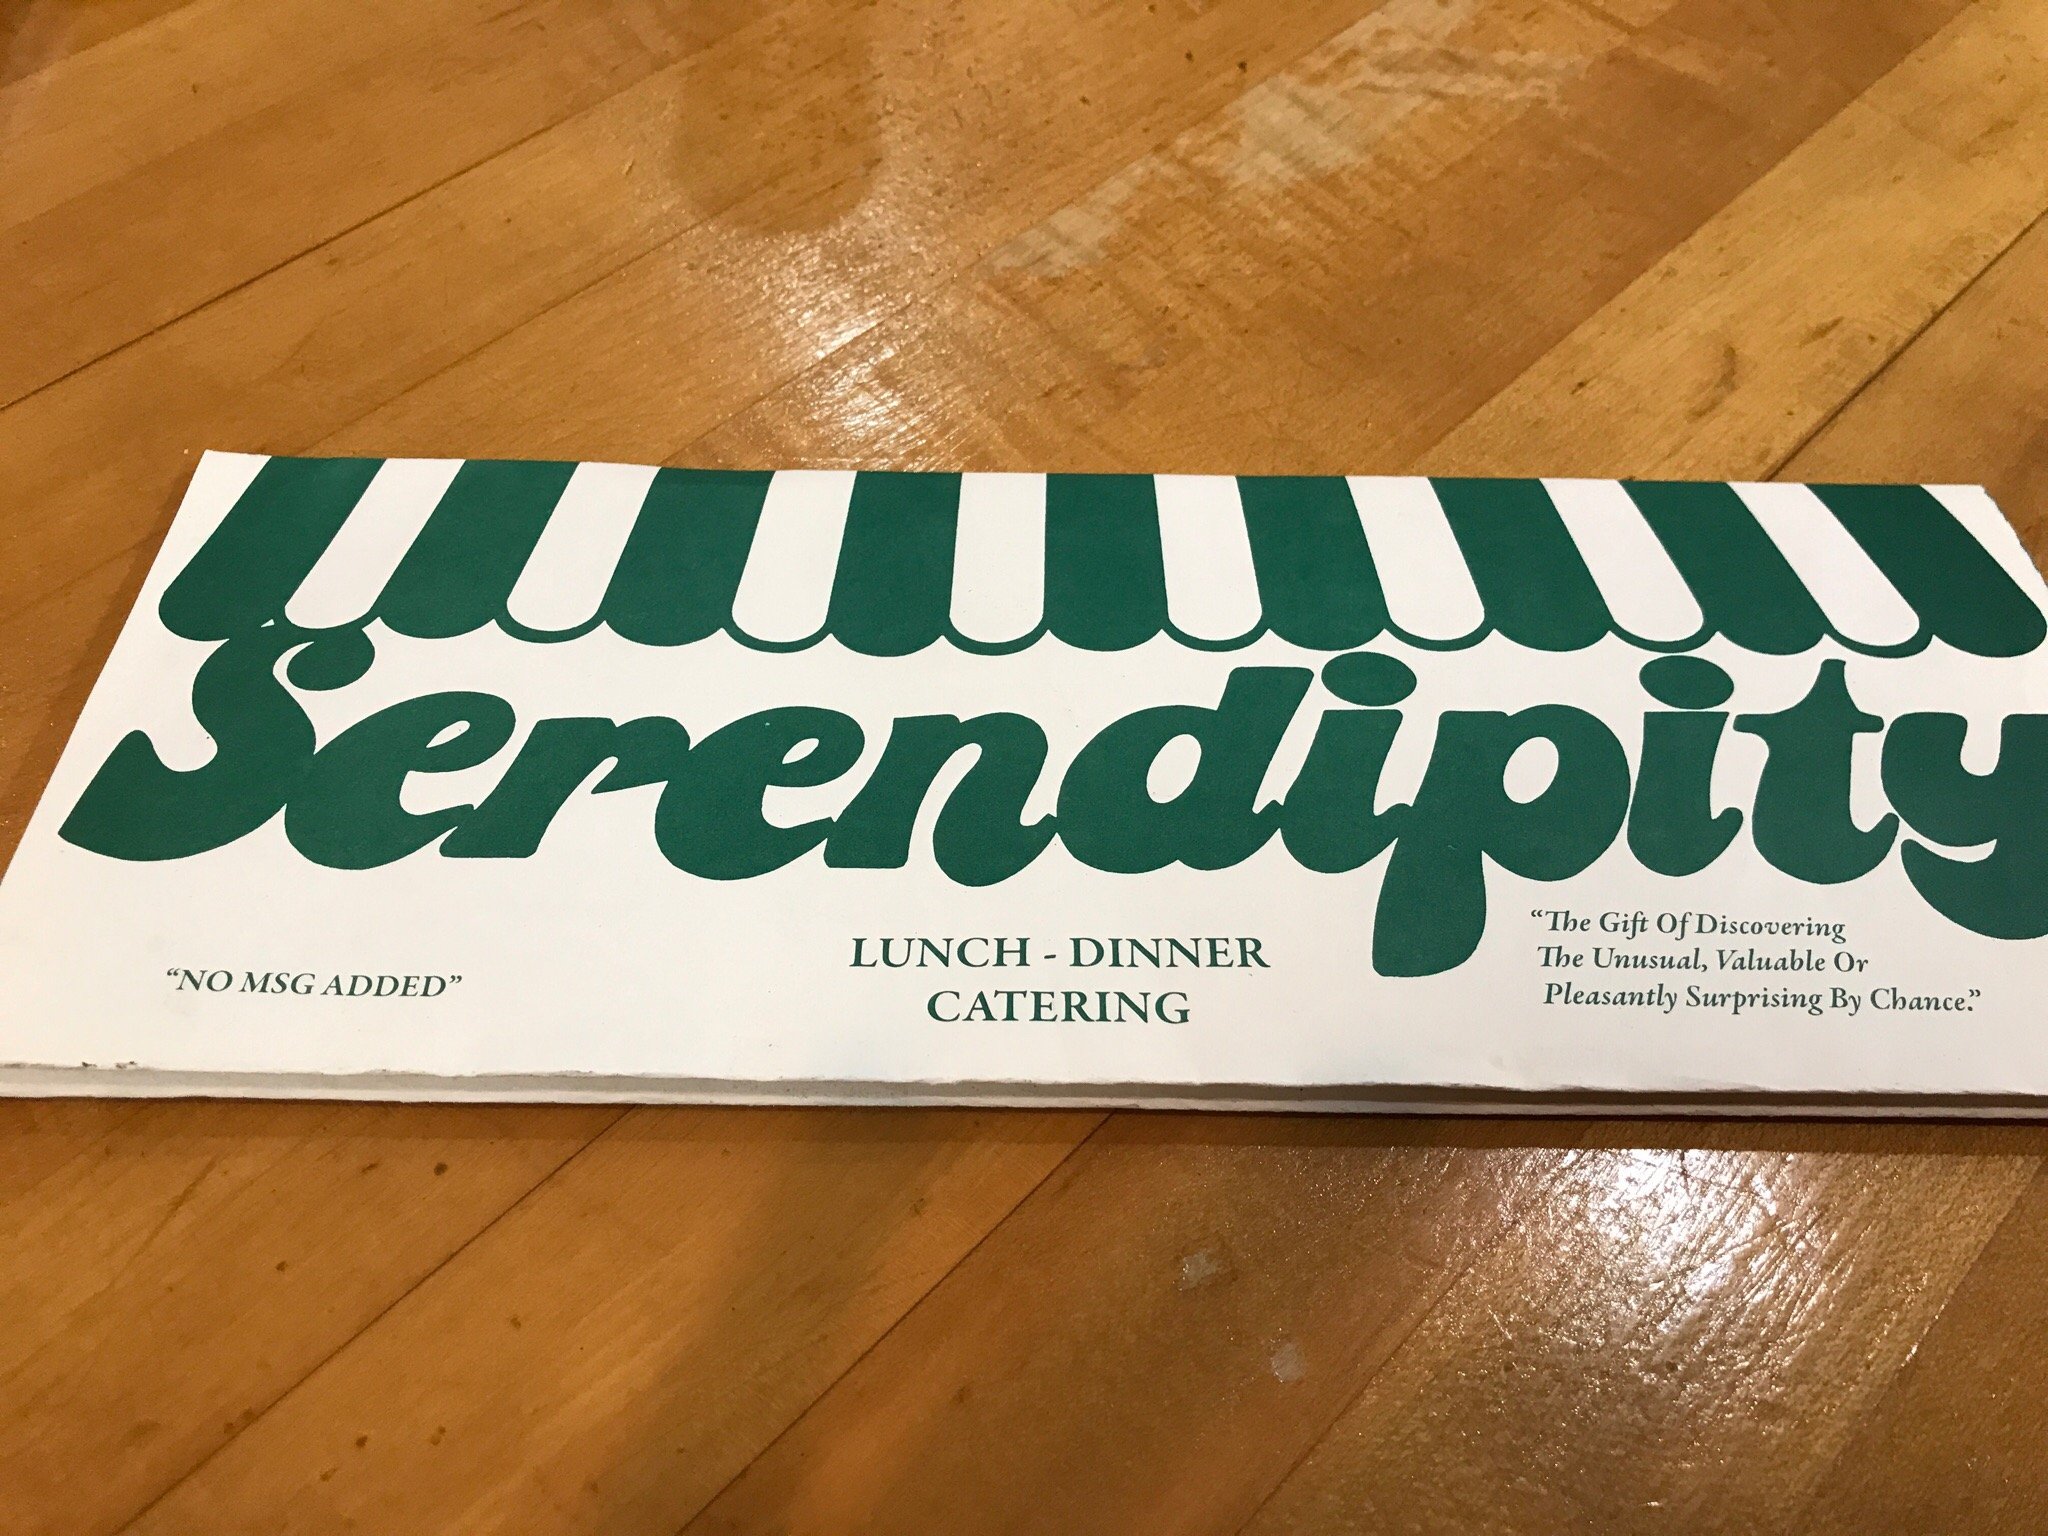 Serendipity
"NO MSG ADDED"
LUNCH - DINNER
CATERING
"The Gift Of Discovering
The Unusual, Valuable Or
Pleasantly Surprising By Chance."